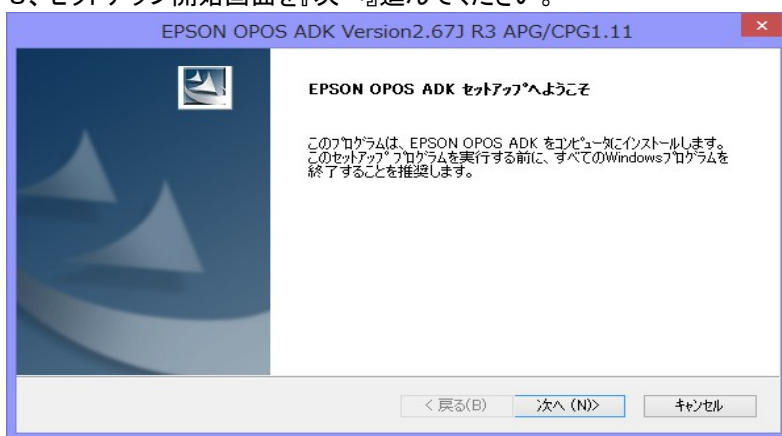 EPSON OPOS ADK Version2.67J R3 APG/CPG1.11
EPSON OPOS ADK ｾｯﾄｱｯﾌﾟへようこそ
このﾌﾟﾛｸﾞﾗﾑは、EPSON OPOS ADK をｺﾝﾋﾟｭｰﾀにインストールします。
このｾｯﾄｱｯﾌﾟ ﾌﾟﾛｸﾞﾗﾑを実行する前に、すべてのWindowsﾌﾟﾛｸﾞﾗﾑを
終了することを推奨します。
< 戻る(B)
次へ (N)>
ｷｬﾝｾﾙ